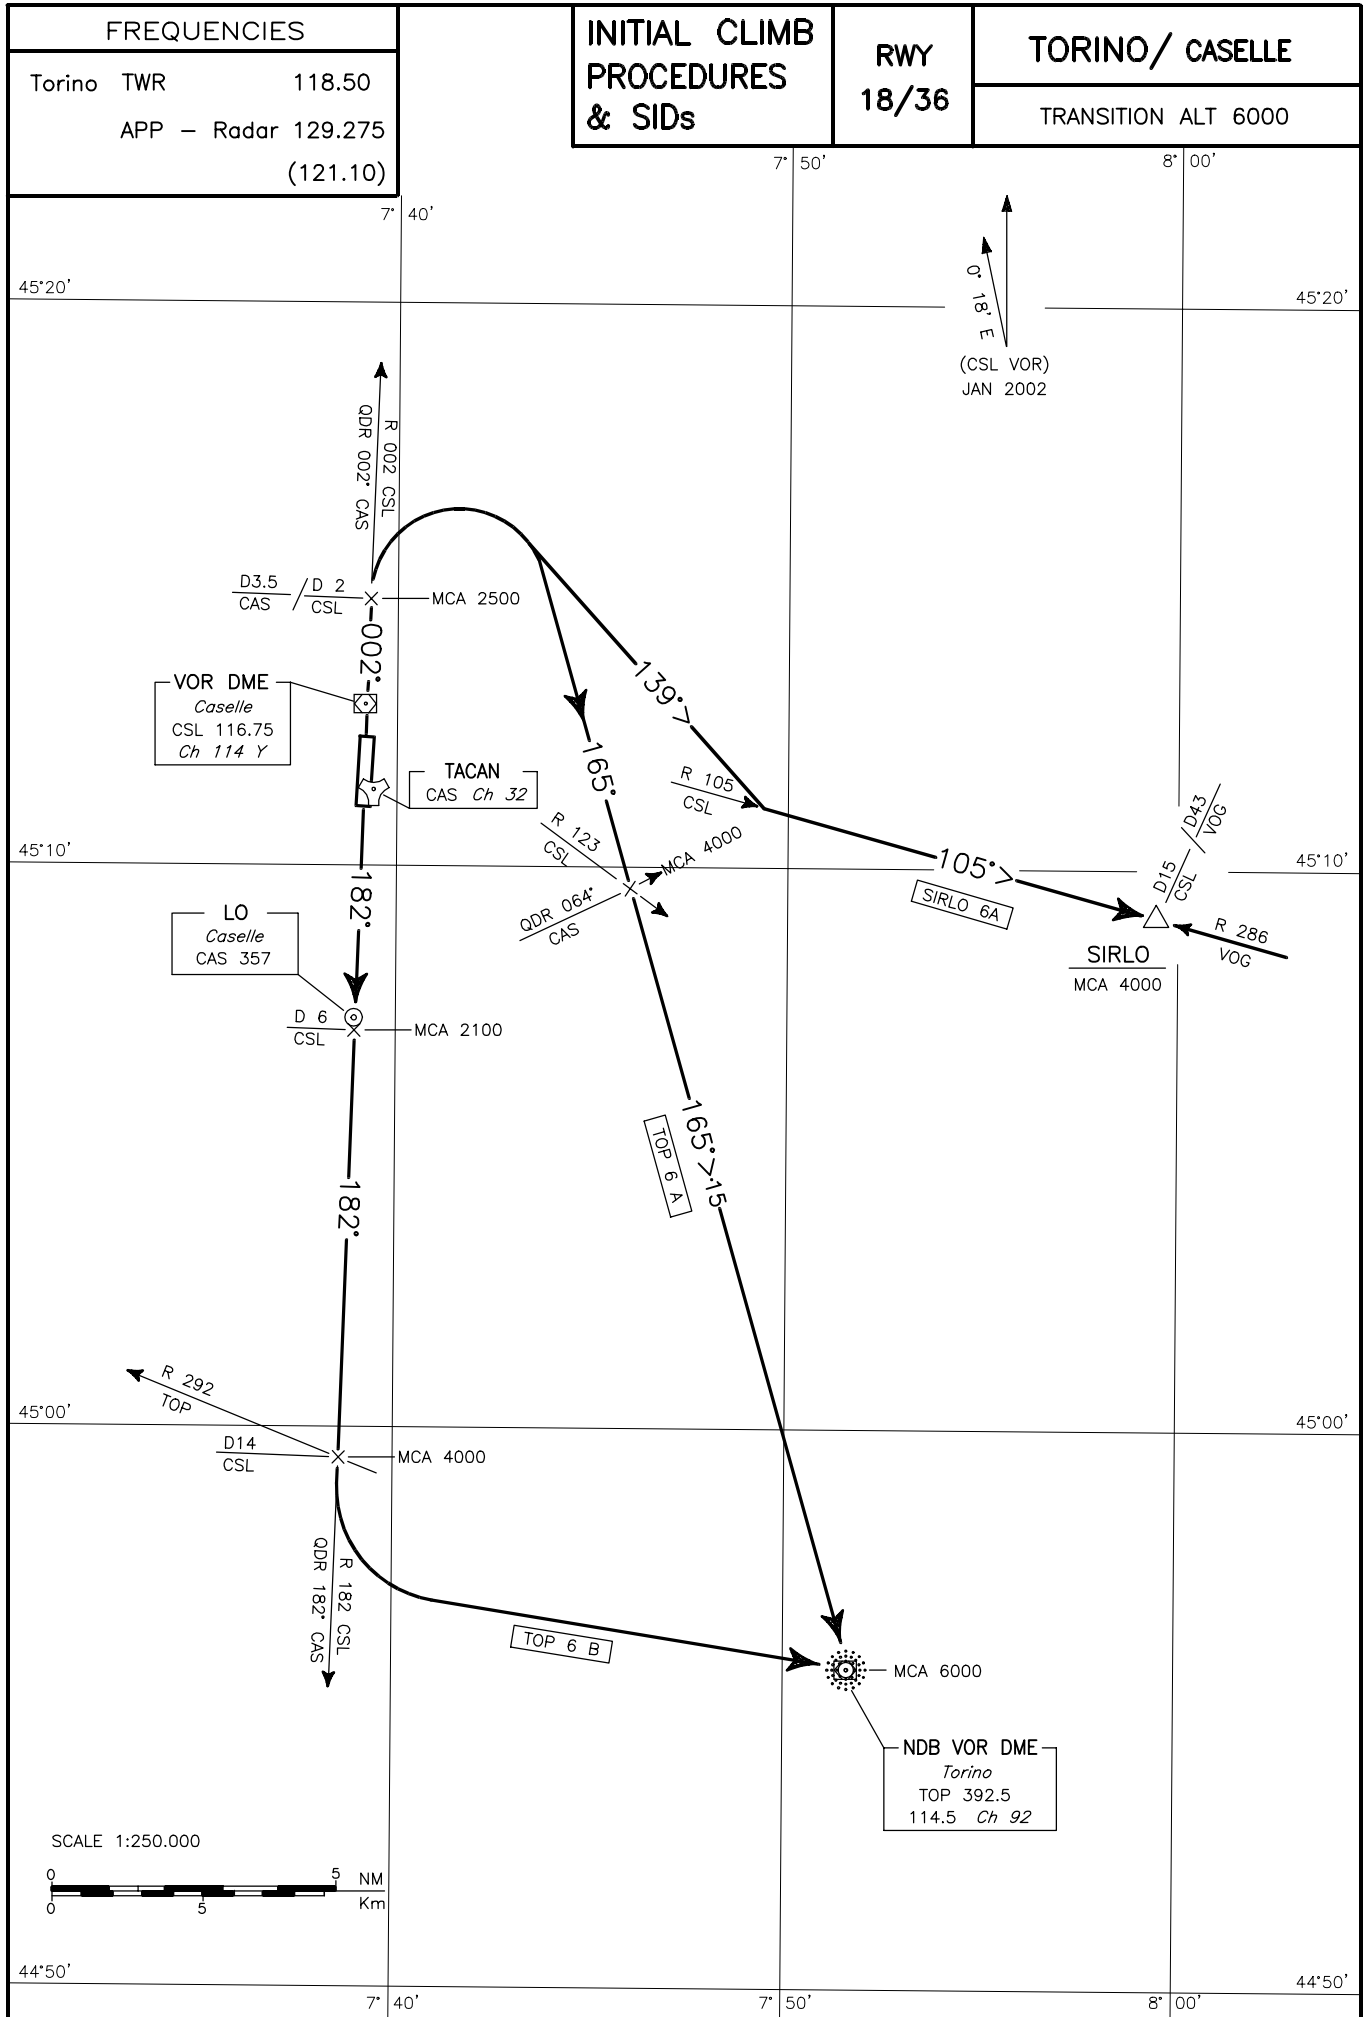 FREQUENCIES
Torino TWR 118.50
APP – Radar 129.275
(121.10)
INITIAL CLIMB
PROCEDURES
& SIDs
RWY
18/36
TORINO/ CASELLE
TRANSITION ALT 6000
7° 50'
8° 00'
7° 40'
45°20'
45°20'
0° 18' E
(CSL VOR)
JAN 2002
R 002 CSL
QDR 002° CAS
D3.5
CAS
/
D 2
CSL
MCA 2500
002°
VOR DME
Caselle
CSL 116.75
Ch 114 Y
139°>
165°
TACAN
CAS Ch 32
R 105
CSL
R 123
CSL
MCA 4000
D15
CSL
/
D43
VOG
45°10'
45°10'
105°>
SIRLO 6A
182°
QDR 064°
CAS
LO
Caselle
CAS 357
R 286
VOG
SIRLO
MCA 4000
D 6
CSL
MCA 2100
165°>15
TOP 6 A
182°
R 292
TOP
45°00'
45°00'
D14
CSL
MCA 4000
R 182 CSL
QDR 182° CAS
TOP 6 B
MCA 6000
NDB VOR DME
Torino
TOP 392.5
114.5 Ch 92
SCALE 1:250.000
0 5 NM
0 5 Km
44°50'
44°50'
7° 40'
7° 50'
8° 00'